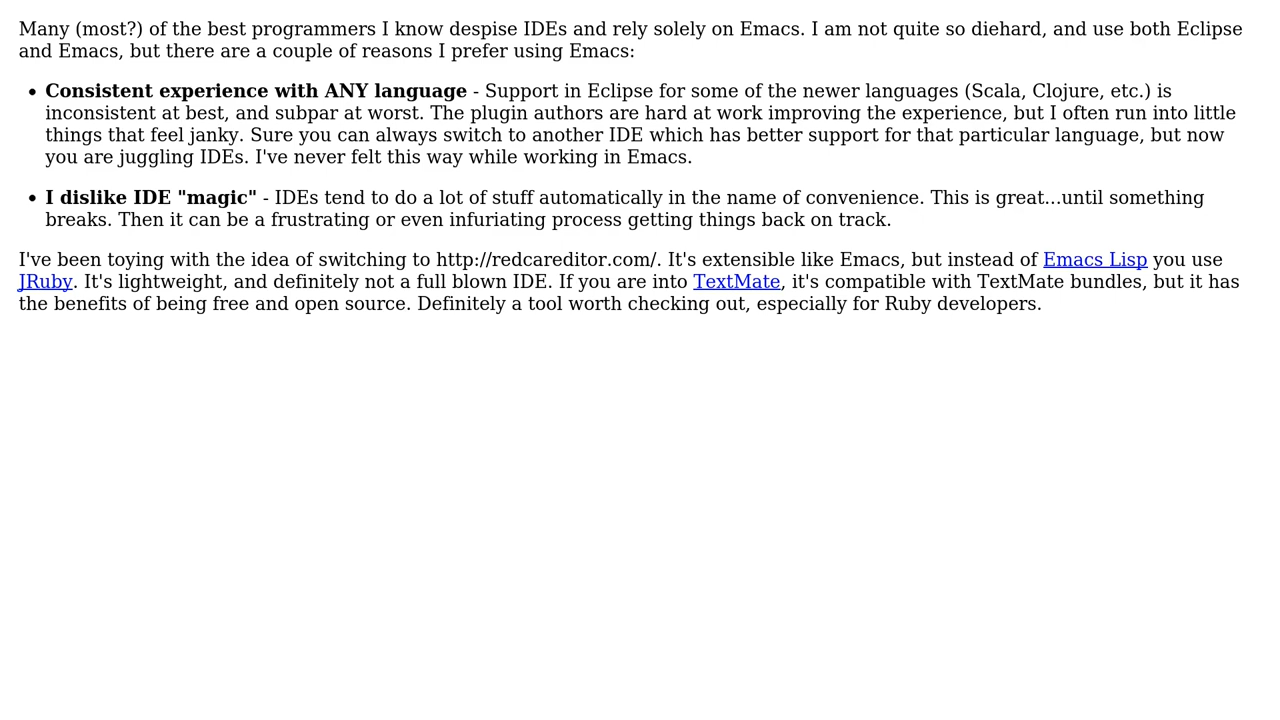 Many (most?) of the best programmers I know despise IDEs and rely solely on Emacs. I am not quite so diehard, and use both Eclipse
and Emacs, but there are a couple of reasons I prefer using Emacs:
• Consistent experience with ANY language - Support in Eclipse for some of the newer languages (Scala, Clojure, etc.) is
inconsistent at best, and subpar at worst. The plugin authors are hard at work improving the experience, but I often run into little
things that feel janky. Sure you can always switch to another IDE which has better support for that particular language, but now
you are juggling IDEs. I've never felt this way while working in Emacs.
• I dislike IDE "magic" - IDEs tend to do a lot of stuff automatically in the name of convenience. This is great...until something
breaks. Then it can be a frustrating or even infuriating process getting things back on track.
I've been toying with the idea of switching to http://redcareditor.com/. It's extensible like Emacs, but instead of Emacs Lisp you use
JRuby. It's lightweight, and definitely not a full blown IDE. If you are into TextMate, it's compatible with TextMate bundles, but it has
the benefits of being free and open source. Definitely a tool worth checking out, especially for Ruby developers.